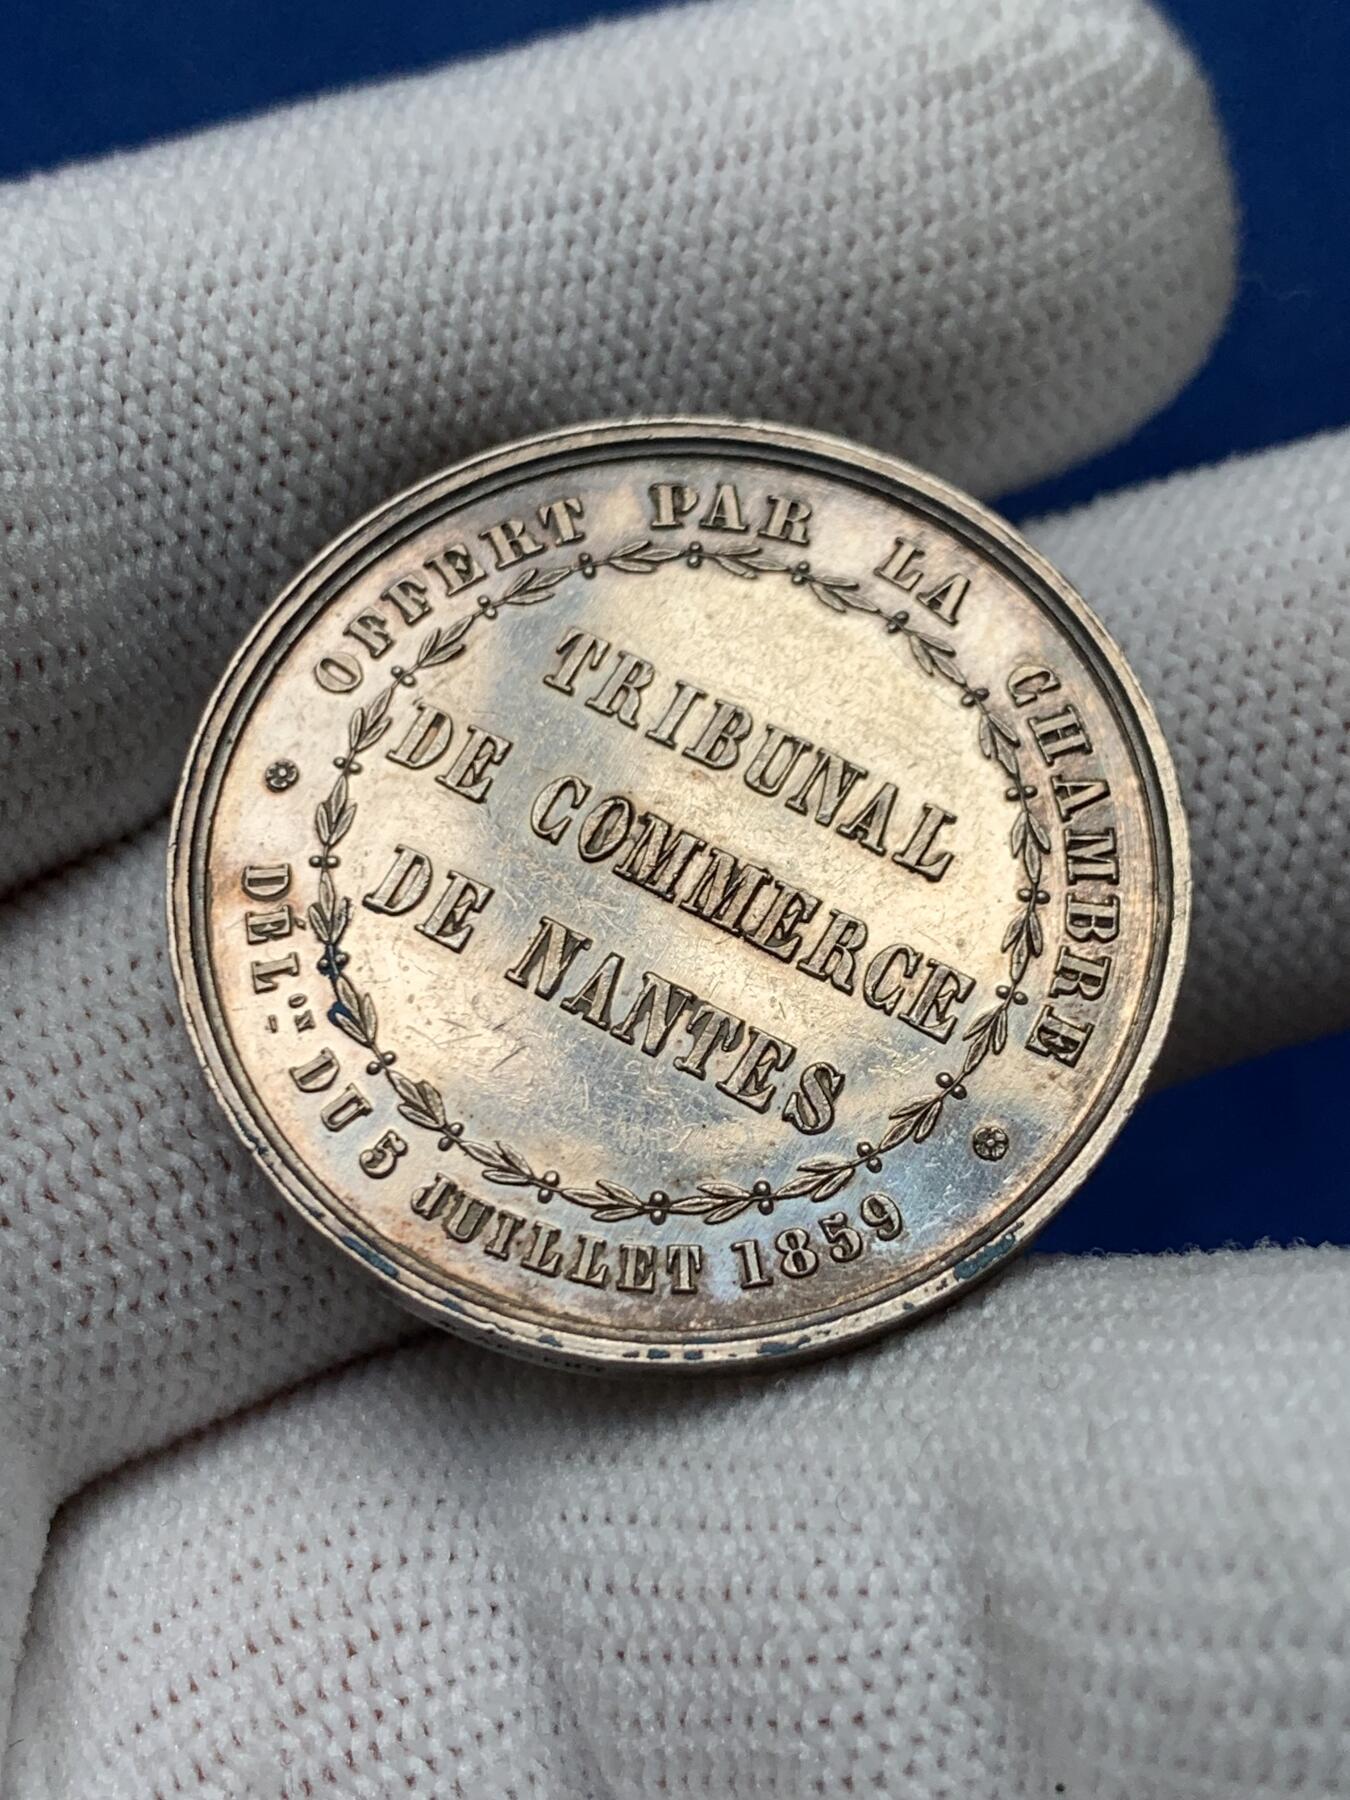 OFFERT PAR LA CHAMBRE
TRIBUNAL
DE COMMERCE
DE NANTES
DÉL.ON DU 5 JUILLET 1859